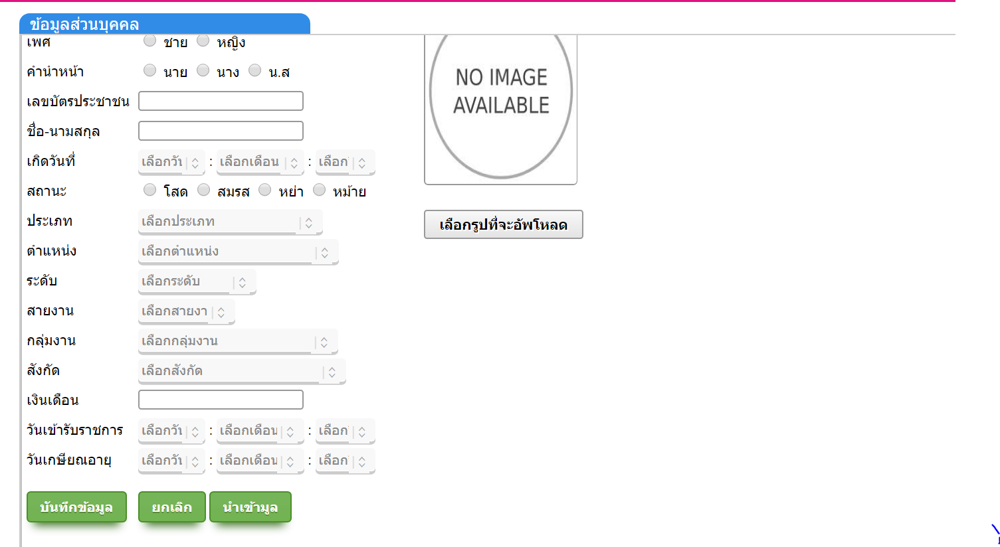 ข้อมูลส่วนบุคคล
เพศ ชาย หญิง
คำนำหน้า นาย นาง น.ส
เลขบัตรประชาชน
ชื่อ-นามสกุล
เกิดวันที่ เลือกวัน : เลือกเดือน : เลือก
สถานะ โสด สมรส หย่า หม้าย
ประเภท เลือกประเภท
ตำแหน่ง เลือกตำแหน่ง
ระดับ เลือกระดับ
สายงาน เลือกสายงา
กลุ่มงาน เลือกกลุ่มงาน
สังกัด เลือกสังกัด
เงินเดือน
วันเข้ารับราชการ เลือกวัน : เลือกเดือน : เลือก
วันเกษียณอายุ เลือกวัน : เลือกเดือน : เลือก
บันทึกข้อมูล ยกเลิก นำเข้ามูล
NO IMAGE
AVAILABLE
เลือกรูปที่จะอัพโหลด